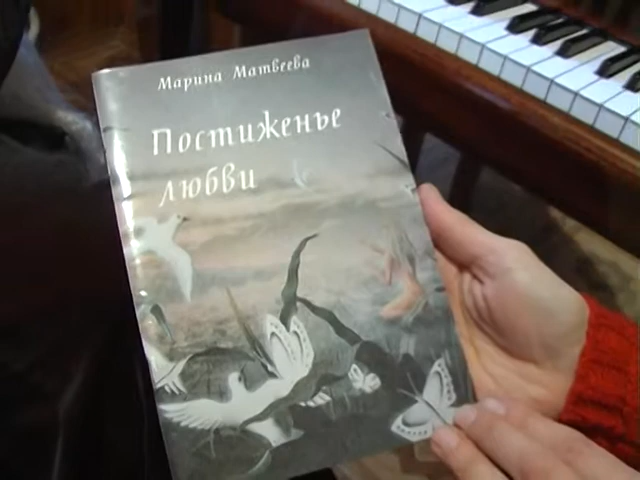 Марина Матвеева
Постиженье
любви